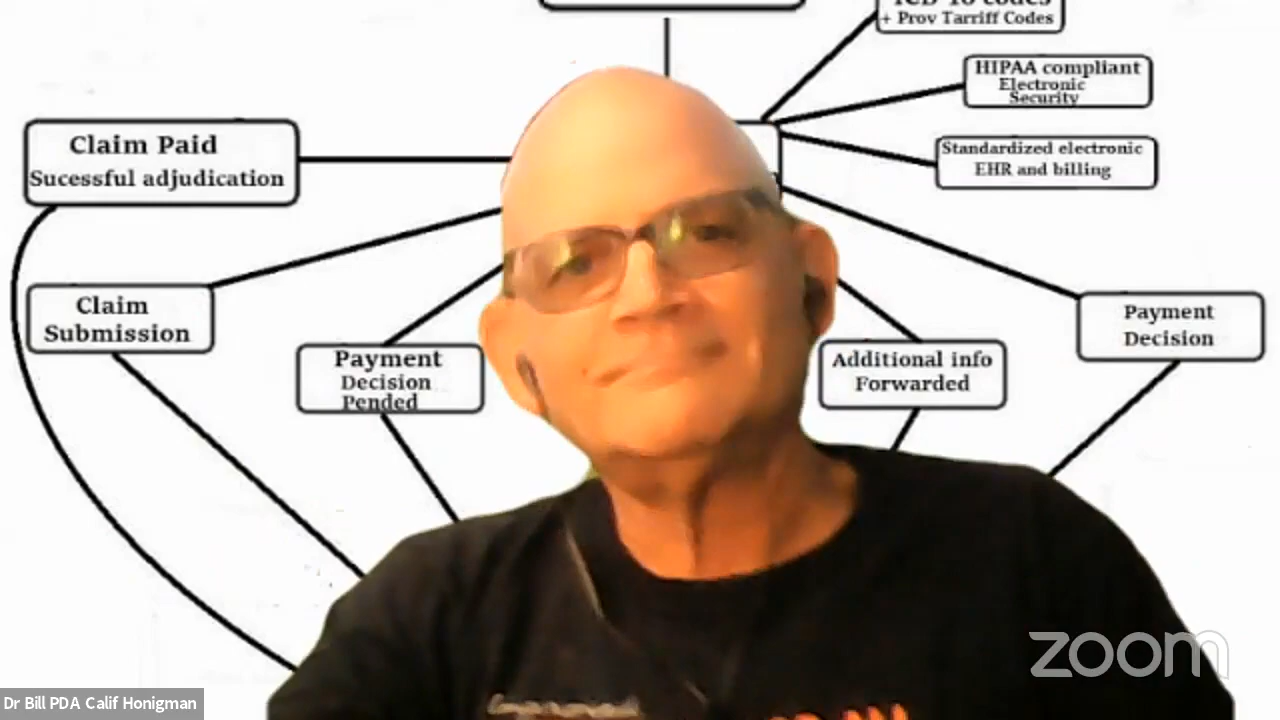 + Prov Tarriff Codes
HIPAA compliant
Electronic
Security
Claim Paid
Sucessful adjudication
Standardized electronic
EHR and billing
Claim
Submission
Payment
Decision
Payment
Decision
Pended
Additional info
Forwarded
zoom
Dr Bill PDA Calif Honigman